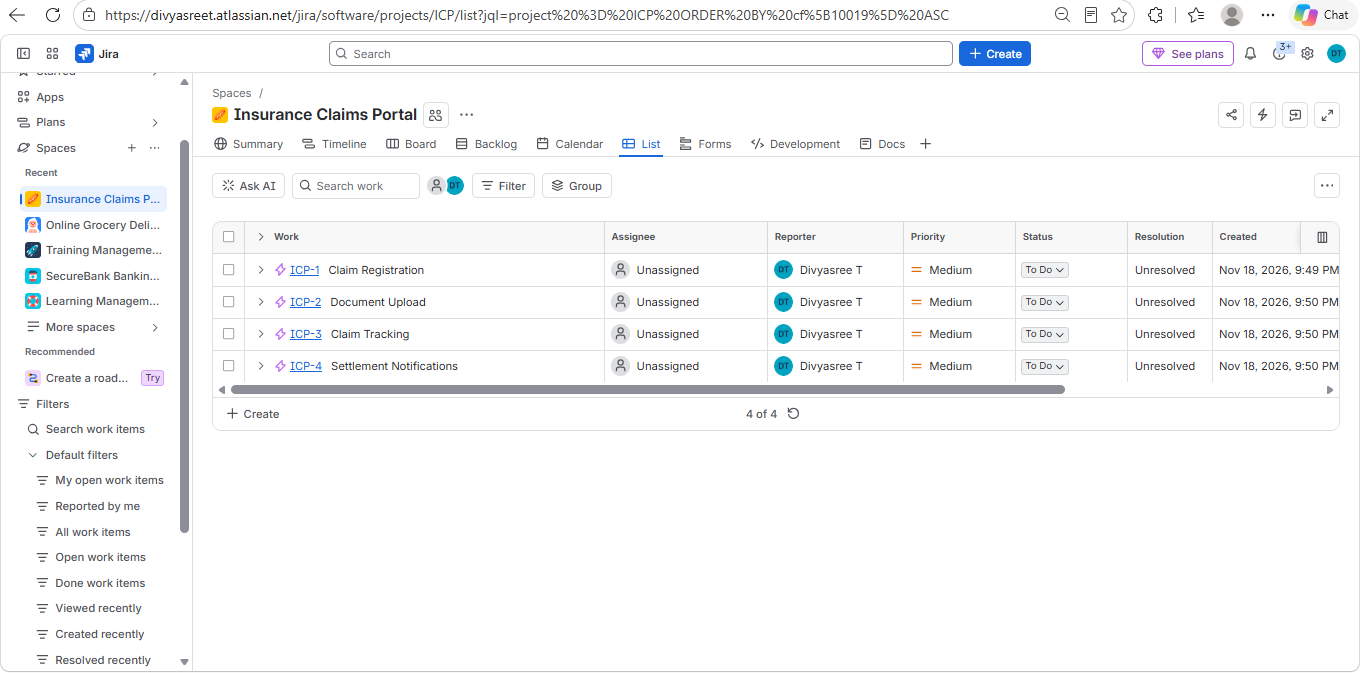 https://divyasreet.atlassian.net/jira/software/projects/ICP/list?jql=project%20%3D%20ICP%20ORDER%20BY%20cf%5B10019%5D%20ASC
Chat
Jira
Search
+ Create
See plans
3+
DT
Starred
Apps
Plans
Spaces
Recent
Insurance Claims P...
Online Grocery Deli...
Training Manageme...
SecureBank Bankin...
Learning Managem...
More spaces
Recommended
Create a road... Try
Filters
Search work items
Default filters
My open work items
Reported by me
All work items
Open work items
Done work items
Viewed recently
Created recently
Resolved recently
Spaces /
Insurance Claims Portal
Summary Timeline Board Backlog Calendar List Forms Development Docs
Ask AI Search work DT Filter Group
Work Assignee Reporter Priority Status Resolution Created
ICP-1 Claim Registration Unassigned DT Divyasree T Medium To Do Unresolved Nov 18, 2026, 9:49 PM
ICP-2 Document Upload Unassigned DT Divyasree T Medium To Do Unresolved Nov 18, 2026, 9:50 PM
ICP-3 Claim Tracking Unassigned DT Divyasree T Medium To Do Unresolved Nov 18, 2026, 9:50 PM
ICP-4 Settlement Notifications Unassigned DT Divyasree T Medium To Do Unresolved Nov 18, 2026, 9:50 PM
+ Create
4 of 4